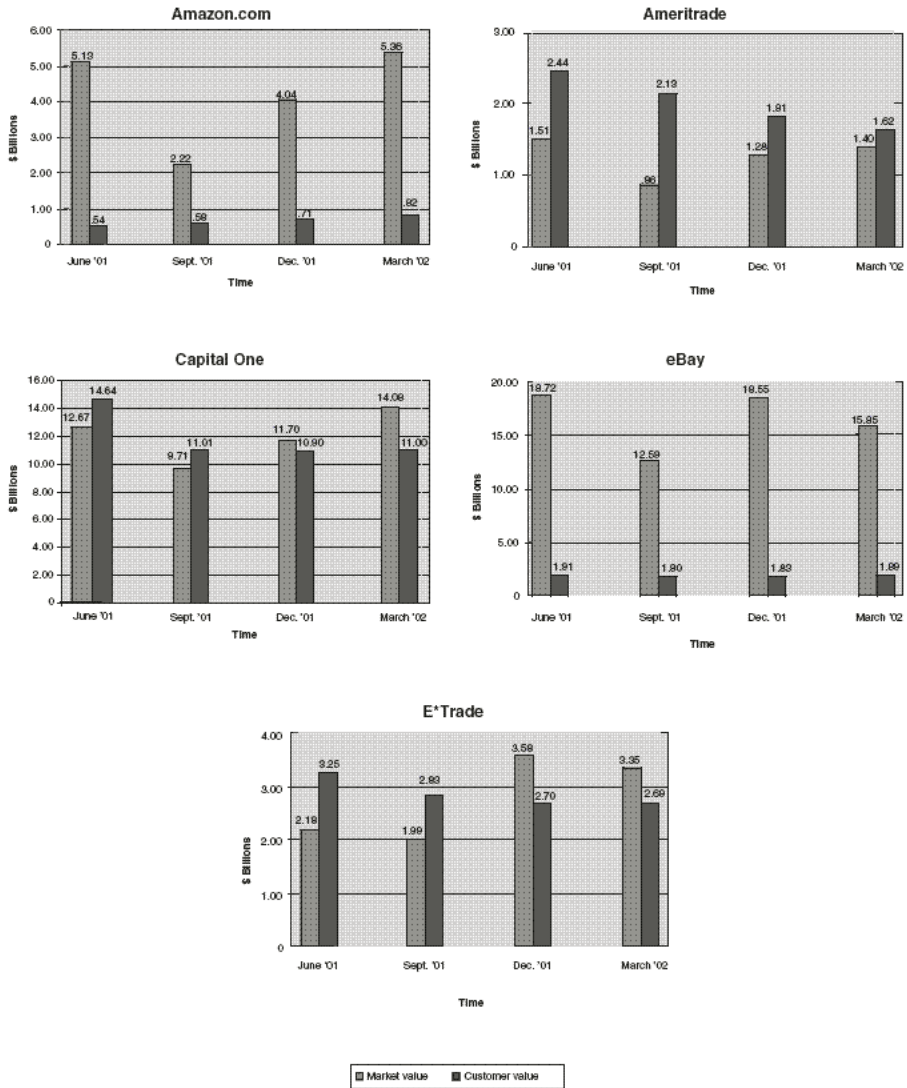 Amazon.com
6.00
5.00
4.00
3.00
2.00
1.00
0
$ Billions
5.13
.54
2.22
.58
4.04
.71
5.36
.82
June '01
Sept. '01
Dec. '01
March '02
Time
Ameritrade
3.00
2.00
1.00
0
$ Billions
1.51
2.44
.86
2.13
1.28
1.81
1.40
1.62
June '01
Sept. '01
Dec. '01
March '02
Time
Capital One
16.00
14.00
12.00
10.00
8.00
6.00
4.00
2.00
0
$ Billions
12.67
14.64
9.71
11.01
11.70
10.90
14.08
11.00
June '01
Sept. '01
Dec. '01
March '02
Time
eBay
20.00
15.00
10.00
5.00
0
$ Billions
18.72
1.91
12.59
1.80
18.55
1.83
15.85
1.89
June '01
Sept. '01
Dec. '01
March '02
Time
E*Trade
4.00
3.00
2.00
1.00
0
$ Billions
2.18
3.25
1.99
2.83
3.58
2.70
3.35
2.69
June '01
Sept. '01
Dec. '01
March '02
Time
Market value Customer value